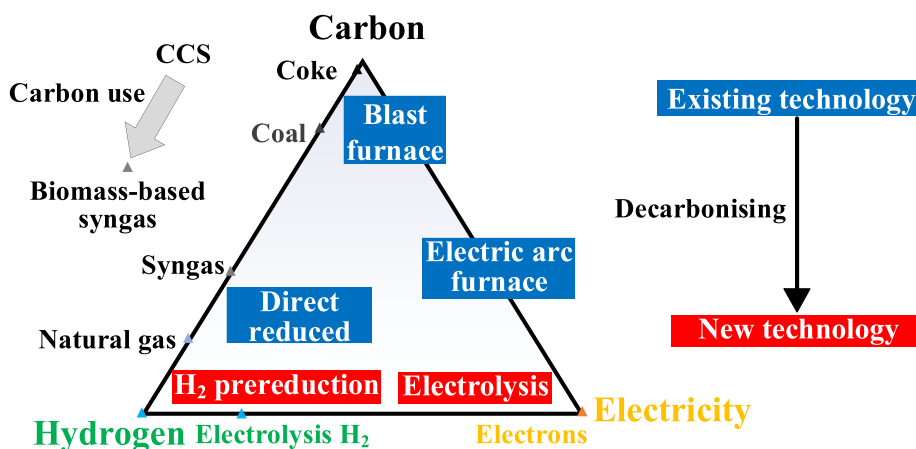 Carbon
CCS
Coke
Carbon use
Existing technology
Blast
furnace
Coal
Biomass-based
syngas
Decarbonising
Electric arc
furnace
Syngas
Direct
reduced
New technology
Natural gas
H₂ prereduction
Electrolysis
Electricity
Hydrogen
Electrolysis H₂
Electrons